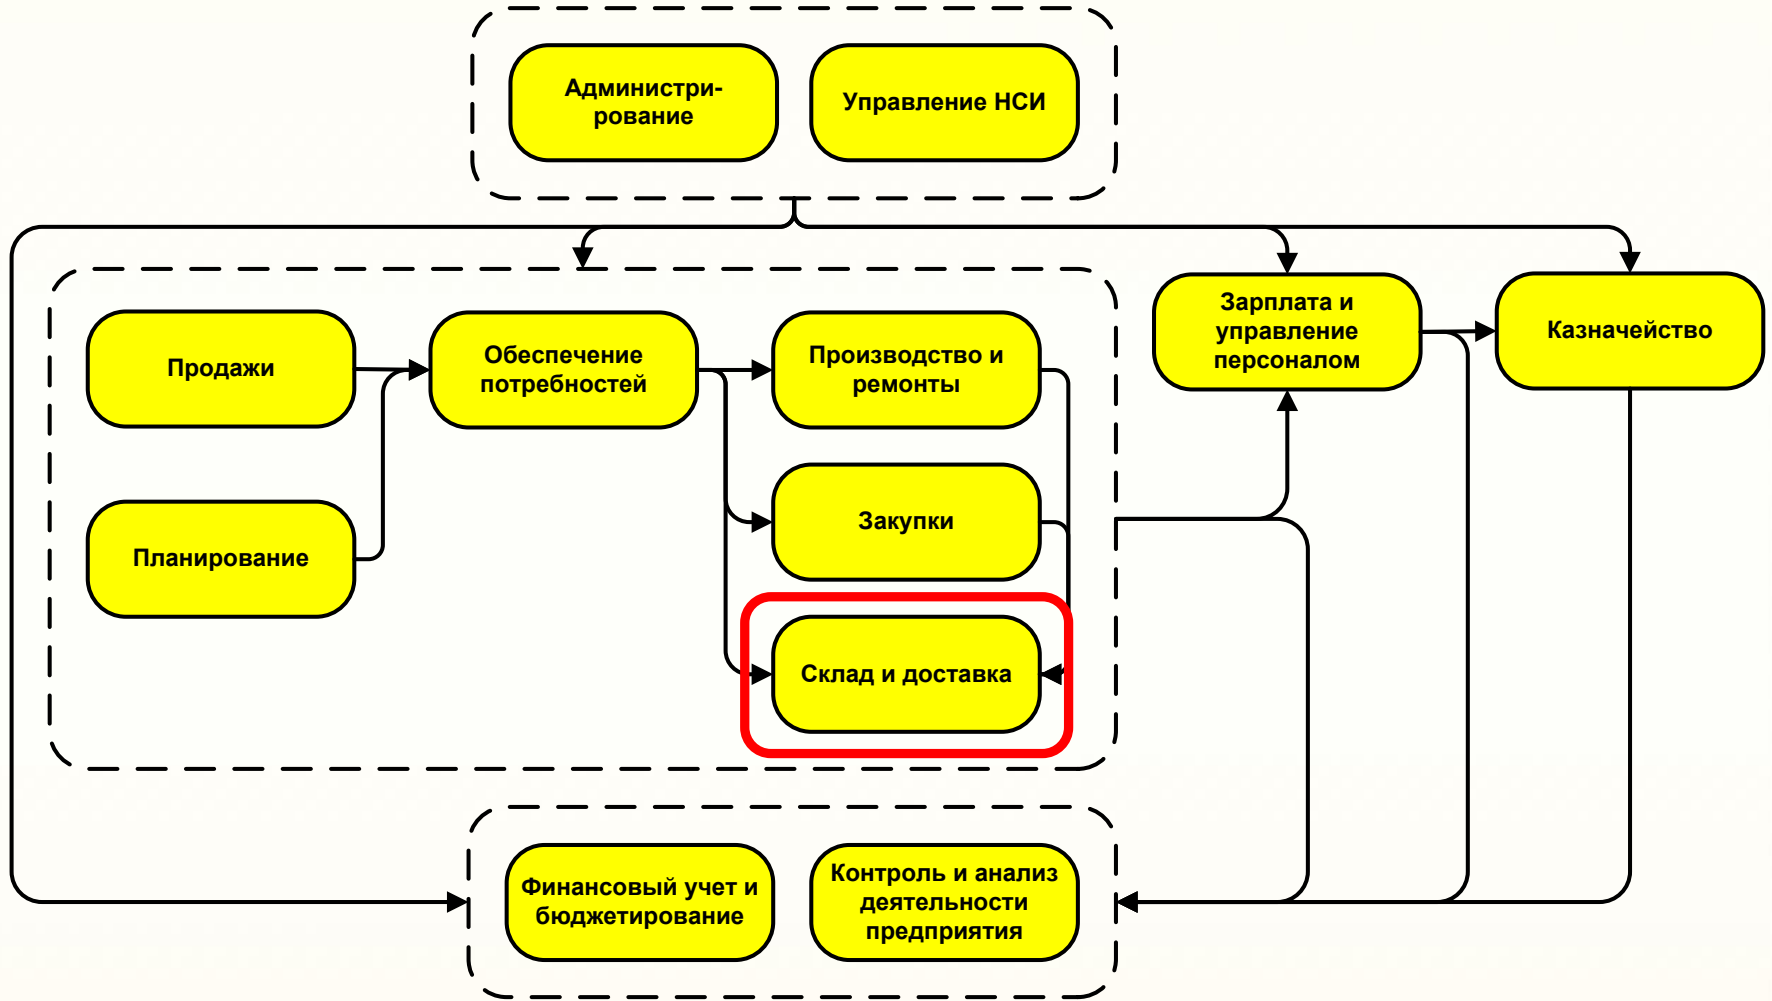 Администри-
рование
Управление НСИ
Продажи
Обеспечение
потребностей
Производство и
ремонты
Зарплата и
управление
персоналом
Казначейство
Планирование
Закупки
Склад и доставка
Финансовый учет и
бюджетирование
Контроль и анализ
деятельности
предприятия